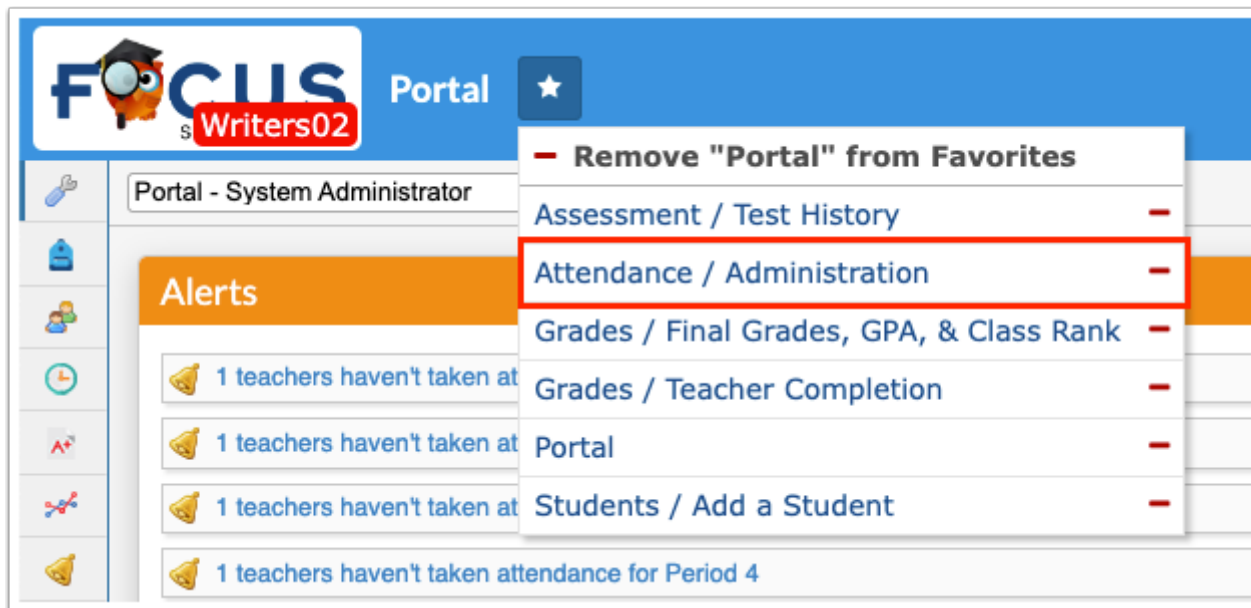 FOCUS
S
Writers02
Portal
− Remove "Portal" from Favorites
Portal - System Administrator
Assessment / Test History −
Attendance / Administration −
Alerts
Grades / Final Grades, GPA, & Class Rank −
1 teachers haven't taken at
Grades / Teacher Completion −
1 teachers haven't taken at
Portal −
1 teachers haven't taken at
Students / Add a Student −
1 teachers haven't taken attendance for Period 4
A+